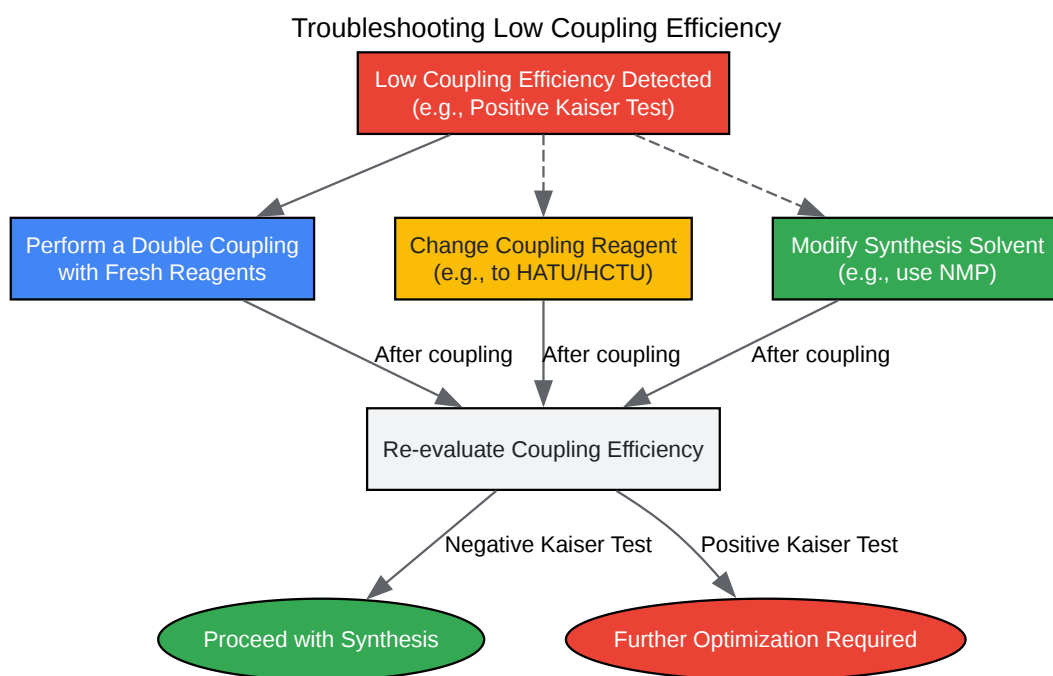 Troubleshooting Low Coupling Efficiency
Low Coupling Efficiency Detected
(e.g., Positive Kaiser Test)
Perform a Double Coupling
with Fresh Reagents
Change Coupling Reagent
(e.g., to HATU/HCTU)
Modify Synthesis Solvent
(e.g., use NMP)
After coupling
After coupling
After coupling
Re-evaluate Coupling Efficiency
Negative Kaiser Test
Positive Kaiser Test
Proceed with Synthesis
Further Optimization Required